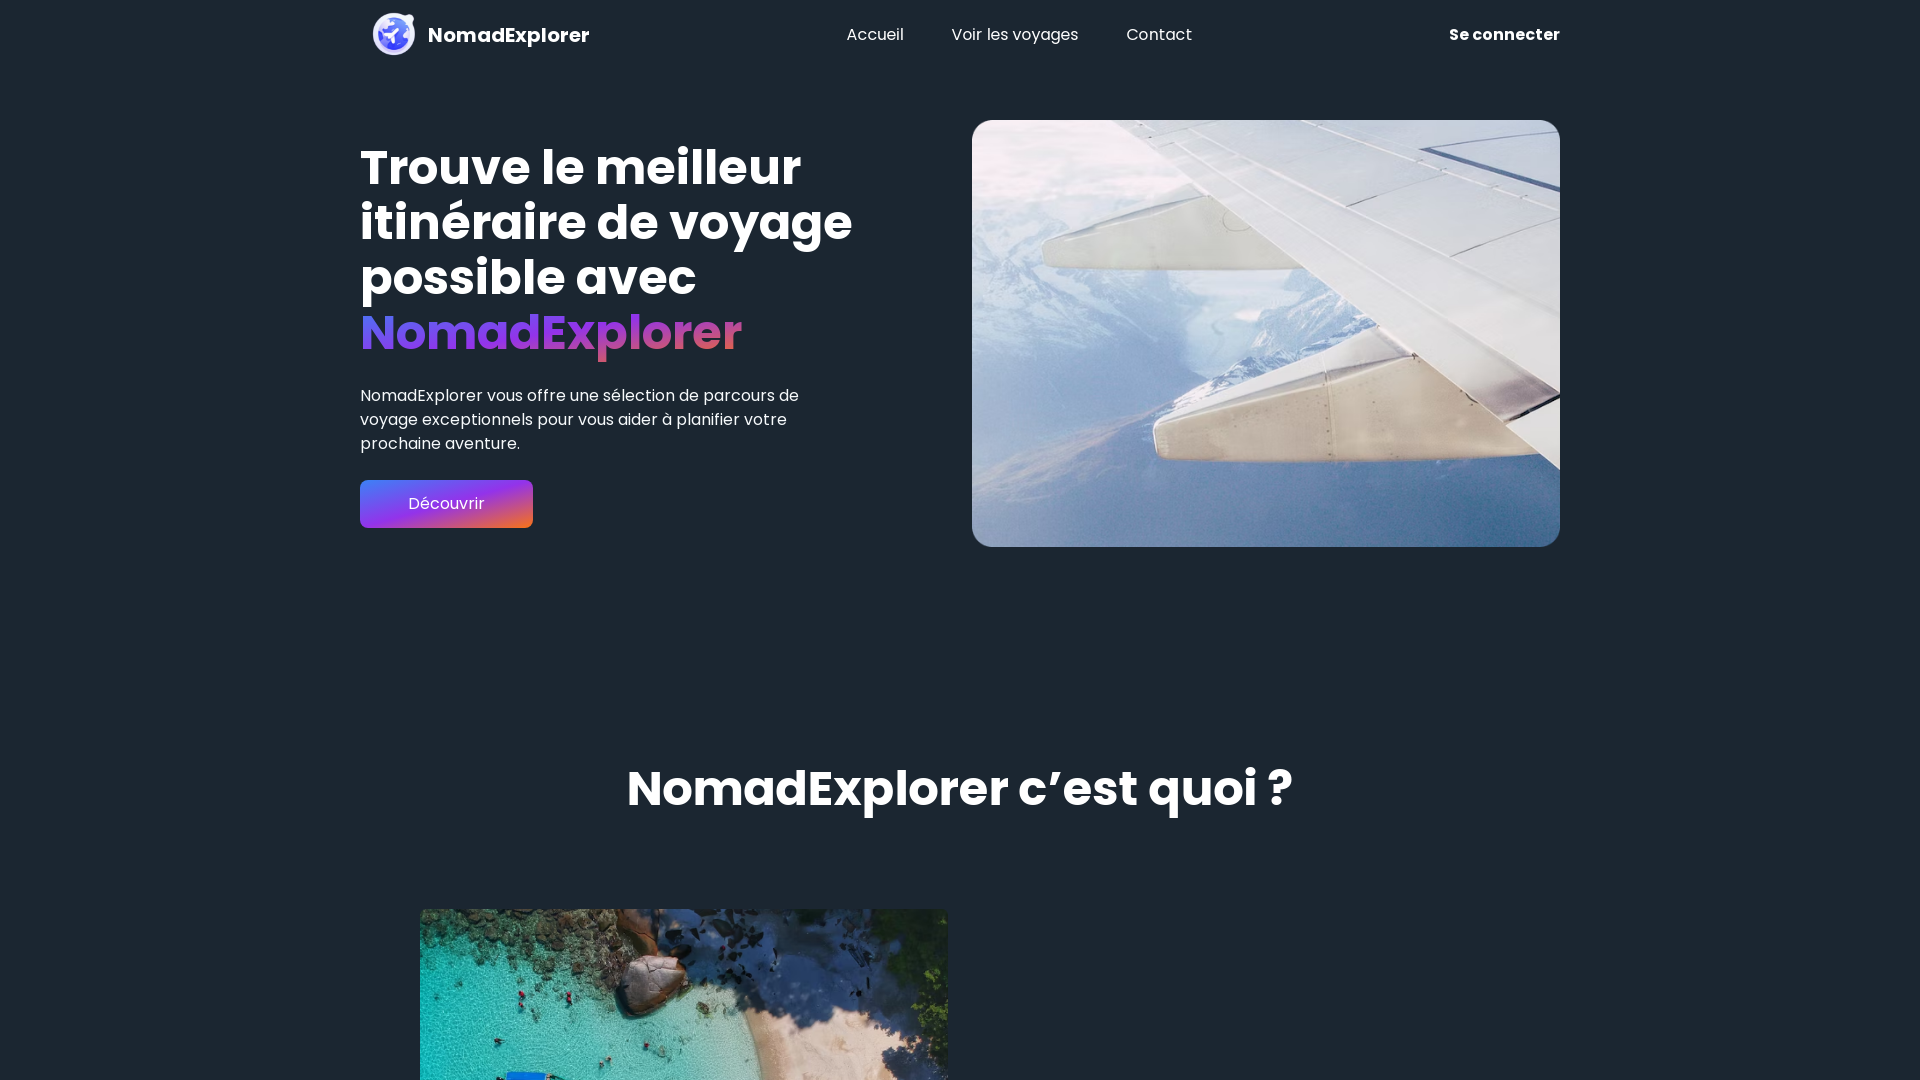 NomadExplorer
Accueil
Voir les voyages
Contact
Se connecter
Trouve le meilleur
itinéraire de voyage
possible avec
NomadExplorer
NomadExplorer vous offre une sélection de parcours de
voyage exceptionnels pour vous aider à planifier votre
prochaine aventure.
Découvrir
NomadExplorer c’est quoi ?